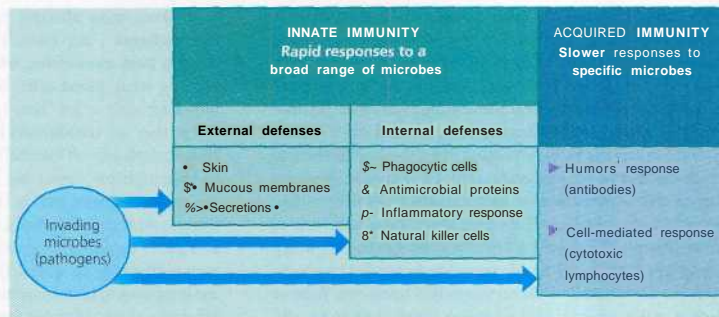 INNATE IMMUNITY
Rapid responses to a
broad range of microbes
ACQUIRED IMMUNITY
Slower responses to
specific microbes
External defenses
• Skin
$• Mucous membranes
%>•Secretions •
Internal defenses
$~ Phagocytic cells
& Antimicrobial proteins
p- Inflammatory response
8* Natural killer cells
Humors' response
(antibodies)
Cell-mediated response
(cytotoxic
lymphocytes)
Invading
microbes
(pathogens)